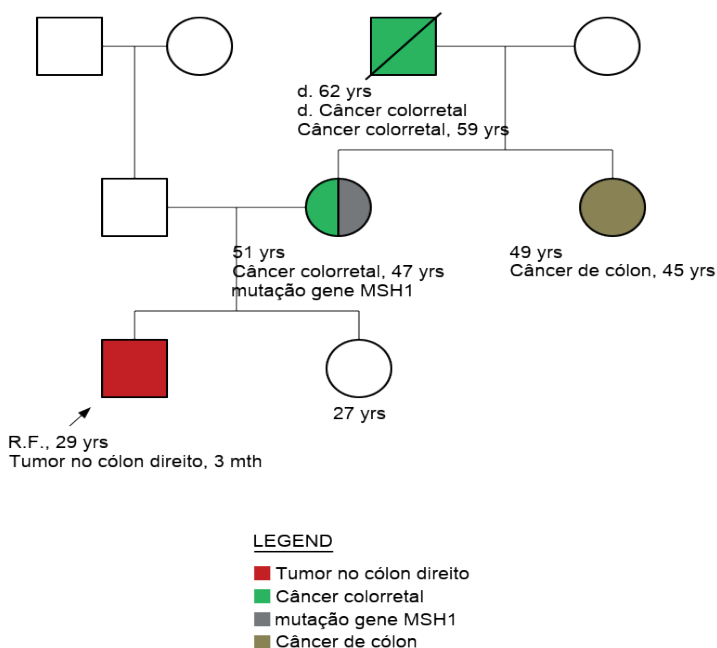 d. 62 yrs
d. Câncer colorretal
Câncer colorretal, 59 yrs
51 yrs
Câncer colorretal, 47 yrs
mutação gene MSH1
49 yrs
Câncer de cólon, 45 yrs
R.F., 29 yrs
Tumor no cólon direito, 3 mth
27 yrs
LEGEND
Tumor no cólon direito
Câncer colorretal
mutação gene MSH1
Câncer de cólon